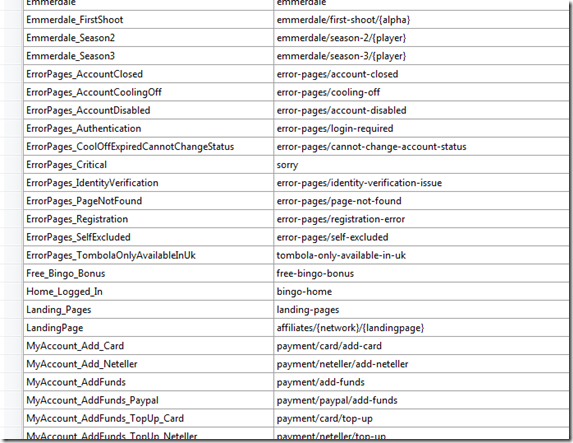 Emmerdale emmerdale
Emmerdale_FirstShoot emmerdale/first-shoot/{alpha}
Emmerdale_Season2 emmerdale/season-2/{player}
Emmerdale_Season3 emmerdale/season-3/{player}
ErrorPages_AccountClosed error-pages/account-closed
ErrorPages_AccountCoolingOff error-pages/cooling-off
ErrorPages_AccountDisabled error-pages/account-disabled
ErrorPages_Authentication error-pages/login-required
ErrorPages_CoolOffExpiredCannotChangeStatus error-pages/cannot-change-account-status
ErrorPages_Critical sorry
ErrorPages_IdentityVerification error-pages/identity-verification-issue
ErrorPages_PageNotFound error-pages/page-not-found
ErrorPages_Registration error-pages/registration-error
ErrorPages_SelfExcluded error-pages/self-excluded
ErrorPages_TombolaOnlyAvailableInUk tombola-only-available-in-uk
Free_Bingo_Bonus free-bingo-bonus
Home_Logged_In bingo-home
Landing_Pages landing-pages
LandingPage affiliates/{network}/{landingpage}
MyAccount_Add_Card payment/card/add-card
MyAccount_Add_Neteller payment/neteller/add-neteller
MyAccount_AddFunds payment/add-funds
MyAccount_AddFunds_Paypal payment/paypal/add-funds
MyAccount_AddFunds_TopUp_Card payment/card/top-up
MyAccount_AddFunds_TopUp_Neteller payment/neteller/top-up